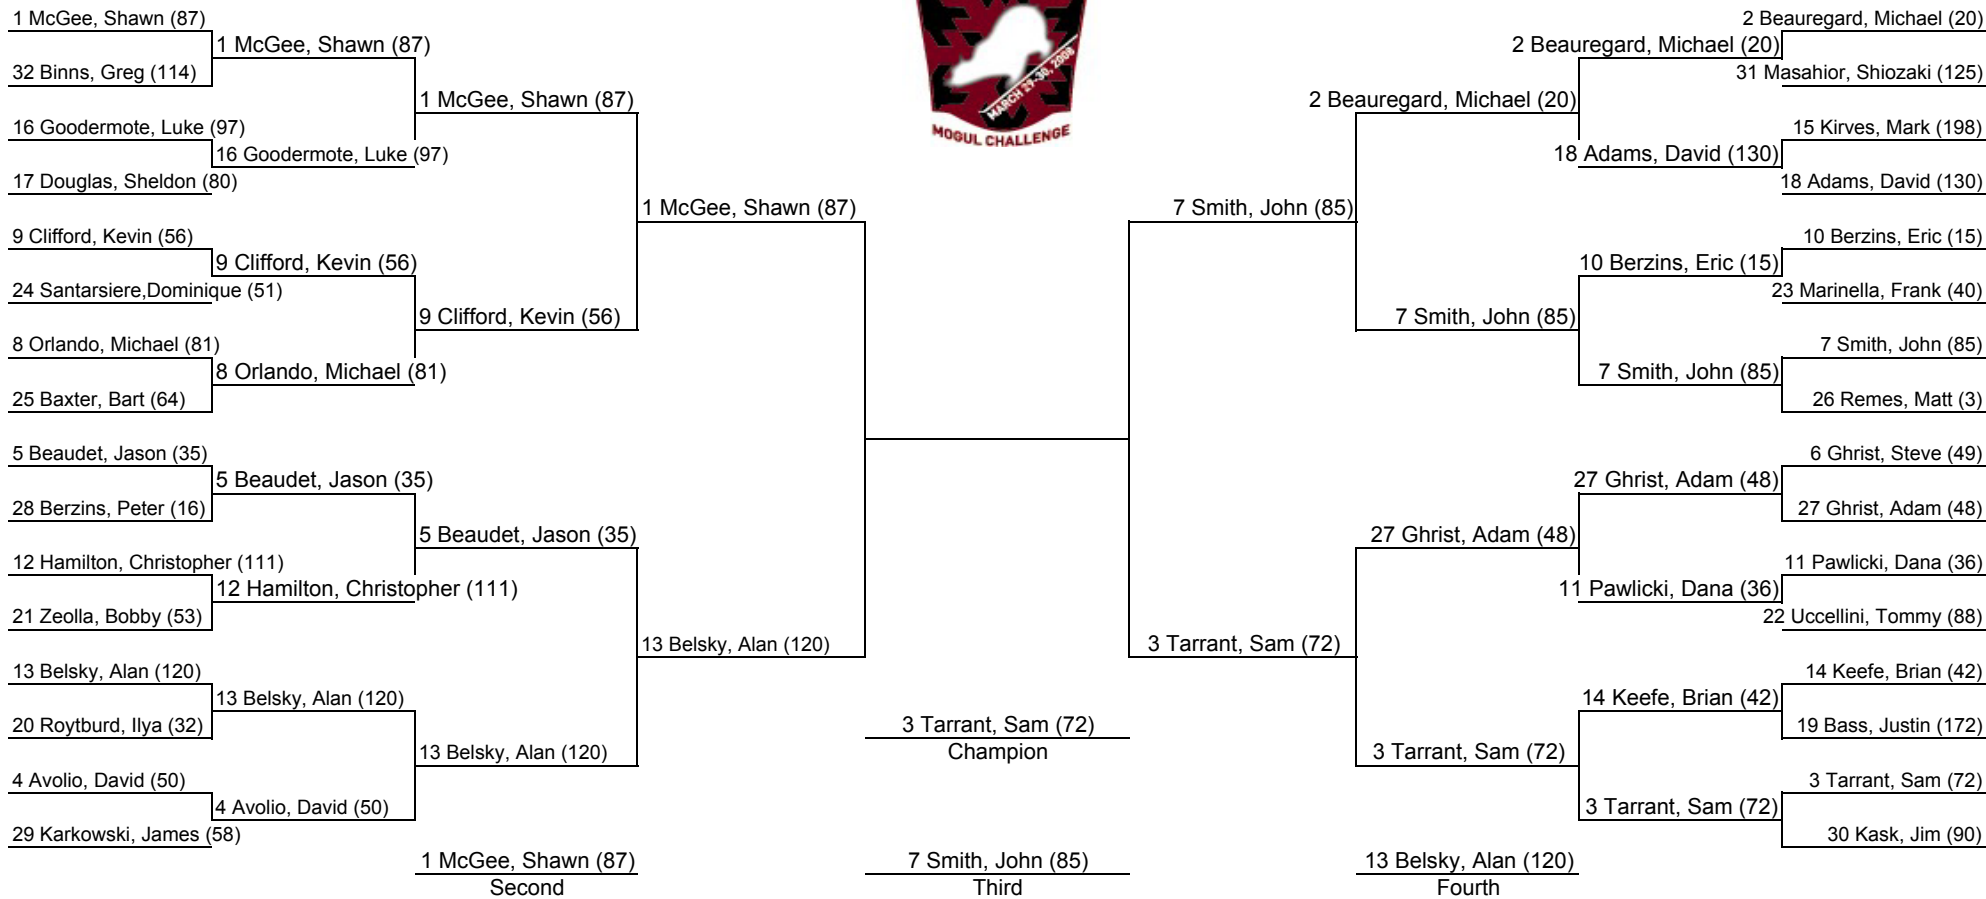 1 McGee, Shawn (87)
32 Binns, Greg (114)
16 Goodermote, Luke (97)
17 Douglas, Sheldon (80)
9 Clifford, Kevin (56)
24 Santarsiere,Dominique (51)
8 Orlando, Michael (81)
25 Baxter, Bart (64)
5 Beaudet, Jason (35)
28 Berzins, Peter (16)
12 Hamilton, Christopher (111)
21 Zeolla, Bobby (53)
13 Belsky, Alan (120)
20 Roytburd, Ilya (32)
4 Avolio, David (50)
29 Karkowski, James (58)
1 McGee, Shawn (87)
16 Goodermote, Luke (97)
9 Clifford, Kevin (56)
8 Orlando, Michael (81)
5 Beaudet, Jason (35)
12 Hamilton, Christopher (111)
13 Belsky, Alan (120)
4 Avolio, David (50)
1 McGee, Shawn (87)
9 Clifford, Kevin (56)
5 Beaudet, Jason (35)
13 Belsky, Alan (120)
1 McGee, Shawn (87)
13 Belsky, Alan (120)
MARCH 29-30, 2008
MOGUL CHALLENGE
3 Tarrant, Sam (72)
Champion
1 McGee, Shawn (87)
Second
7 Smith, John (85)
Third
13 Belsky, Alan (120)
Fourth
7 Smith, John (85)
3 Tarrant, Sam (72)
2 Beauregard, Michael (20)
7 Smith, John (85)
27 Ghrist, Adam (48)
3 Tarrant, Sam (72)
2 Beauregard, Michael (20)
18 Adams, David (130)
10 Berzins, Eric (15)
7 Smith, John (85)
27 Ghrist, Adam (48)
11 Pawlicki, Dana (36)
14 Keefe, Brian (42)
3 Tarrant, Sam (72)
2 Beauregard, Michael (20)
31 Masahior, Shiozaki (125)
15 Kirves, Mark (198)
18 Adams, David (130)
10 Berzins, Eric (15)
23 Marinella, Frank (40)
7 Smith, John (85)
26 Remes, Matt (3)
6 Ghrist, Steve (49)
27 Ghrist, Adam (48)
11 Pawlicki, Dana (36)
22 Uccellini, Tommy (88)
14 Keefe, Brian (42)
19 Bass, Justin (172)
3 Tarrant, Sam (72)
30 Kask, Jim (90)